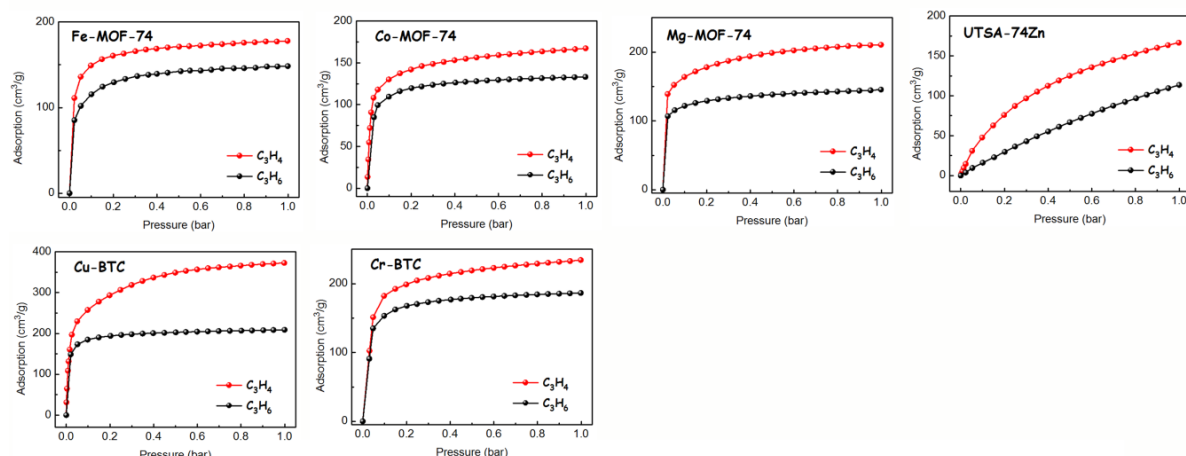 Fe-MOF-74
Adsorption (cm³/g)
200
100
0
C₃H₄
C₃H₆
0.0 0.2 0.4 0.6 0.8 1.0
Pressure (bar)
Co-MOF-74
Adsorption (cm³/g)
200
150
100
50
0
C₃H₄
C₃H₆
0.0 0.2 0.4 0.6 0.8 1.0
Pressure (bar)
Mg-MOF-74
Adsorption (cm³/g)
200
100
0
C₃H₄
C₃H₆
0.0 0.2 0.4 0.6 0.8 1.0
Pressure (bar)
UTSA-74Zn
Adsorption (cm³/g)
200
150
100
50
0
C₃H₄
C₃H₆
0.0 0.2 0.4 0.6 0.8 1.0
Pressure (bar)
Cu-BTC
Adsorption (cm³/g)
400
300
200
100
0
C₃H₄
C₃H₆
0.0 0.2 0.4 0.6 0.8 1.0
Pressure (bar)
Cr-BTC
Adsorption (cm³/g)
200
100
0
C₃H₄
C₃H₆
0.0 0.2 0.4 0.6 0.8 1.0
Pressure (bar)